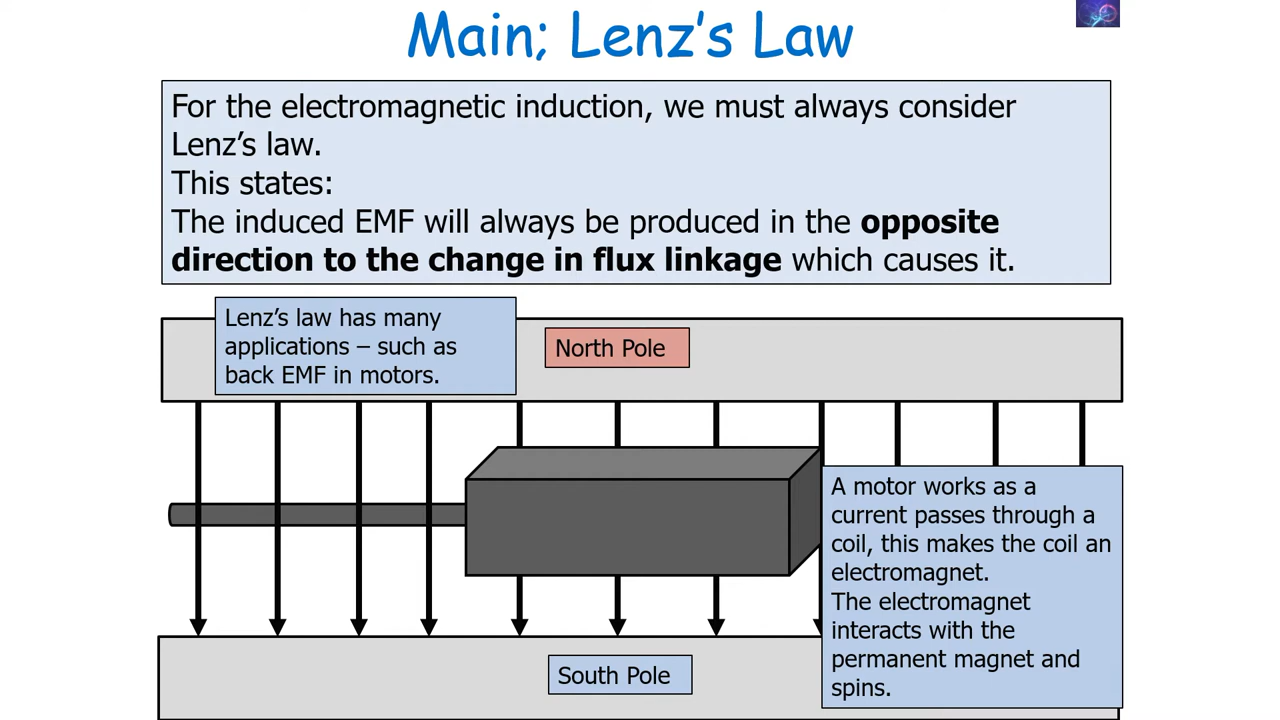 Main; Lenz's Law
For the electromagnetic induction, we must always consider
Lenz's law.
This states:
The induced EMF will always be produced in the opposite
direction to the change in flux linkage which causes it.
Lenz's law has many
applications – such as
back EMF in motors.
North Pole
A motor works as a
current passes through a
coil, this makes the coil an
electromagnet.
The electromagnet
interacts with the
permanent magnet and
spins.
South Pole